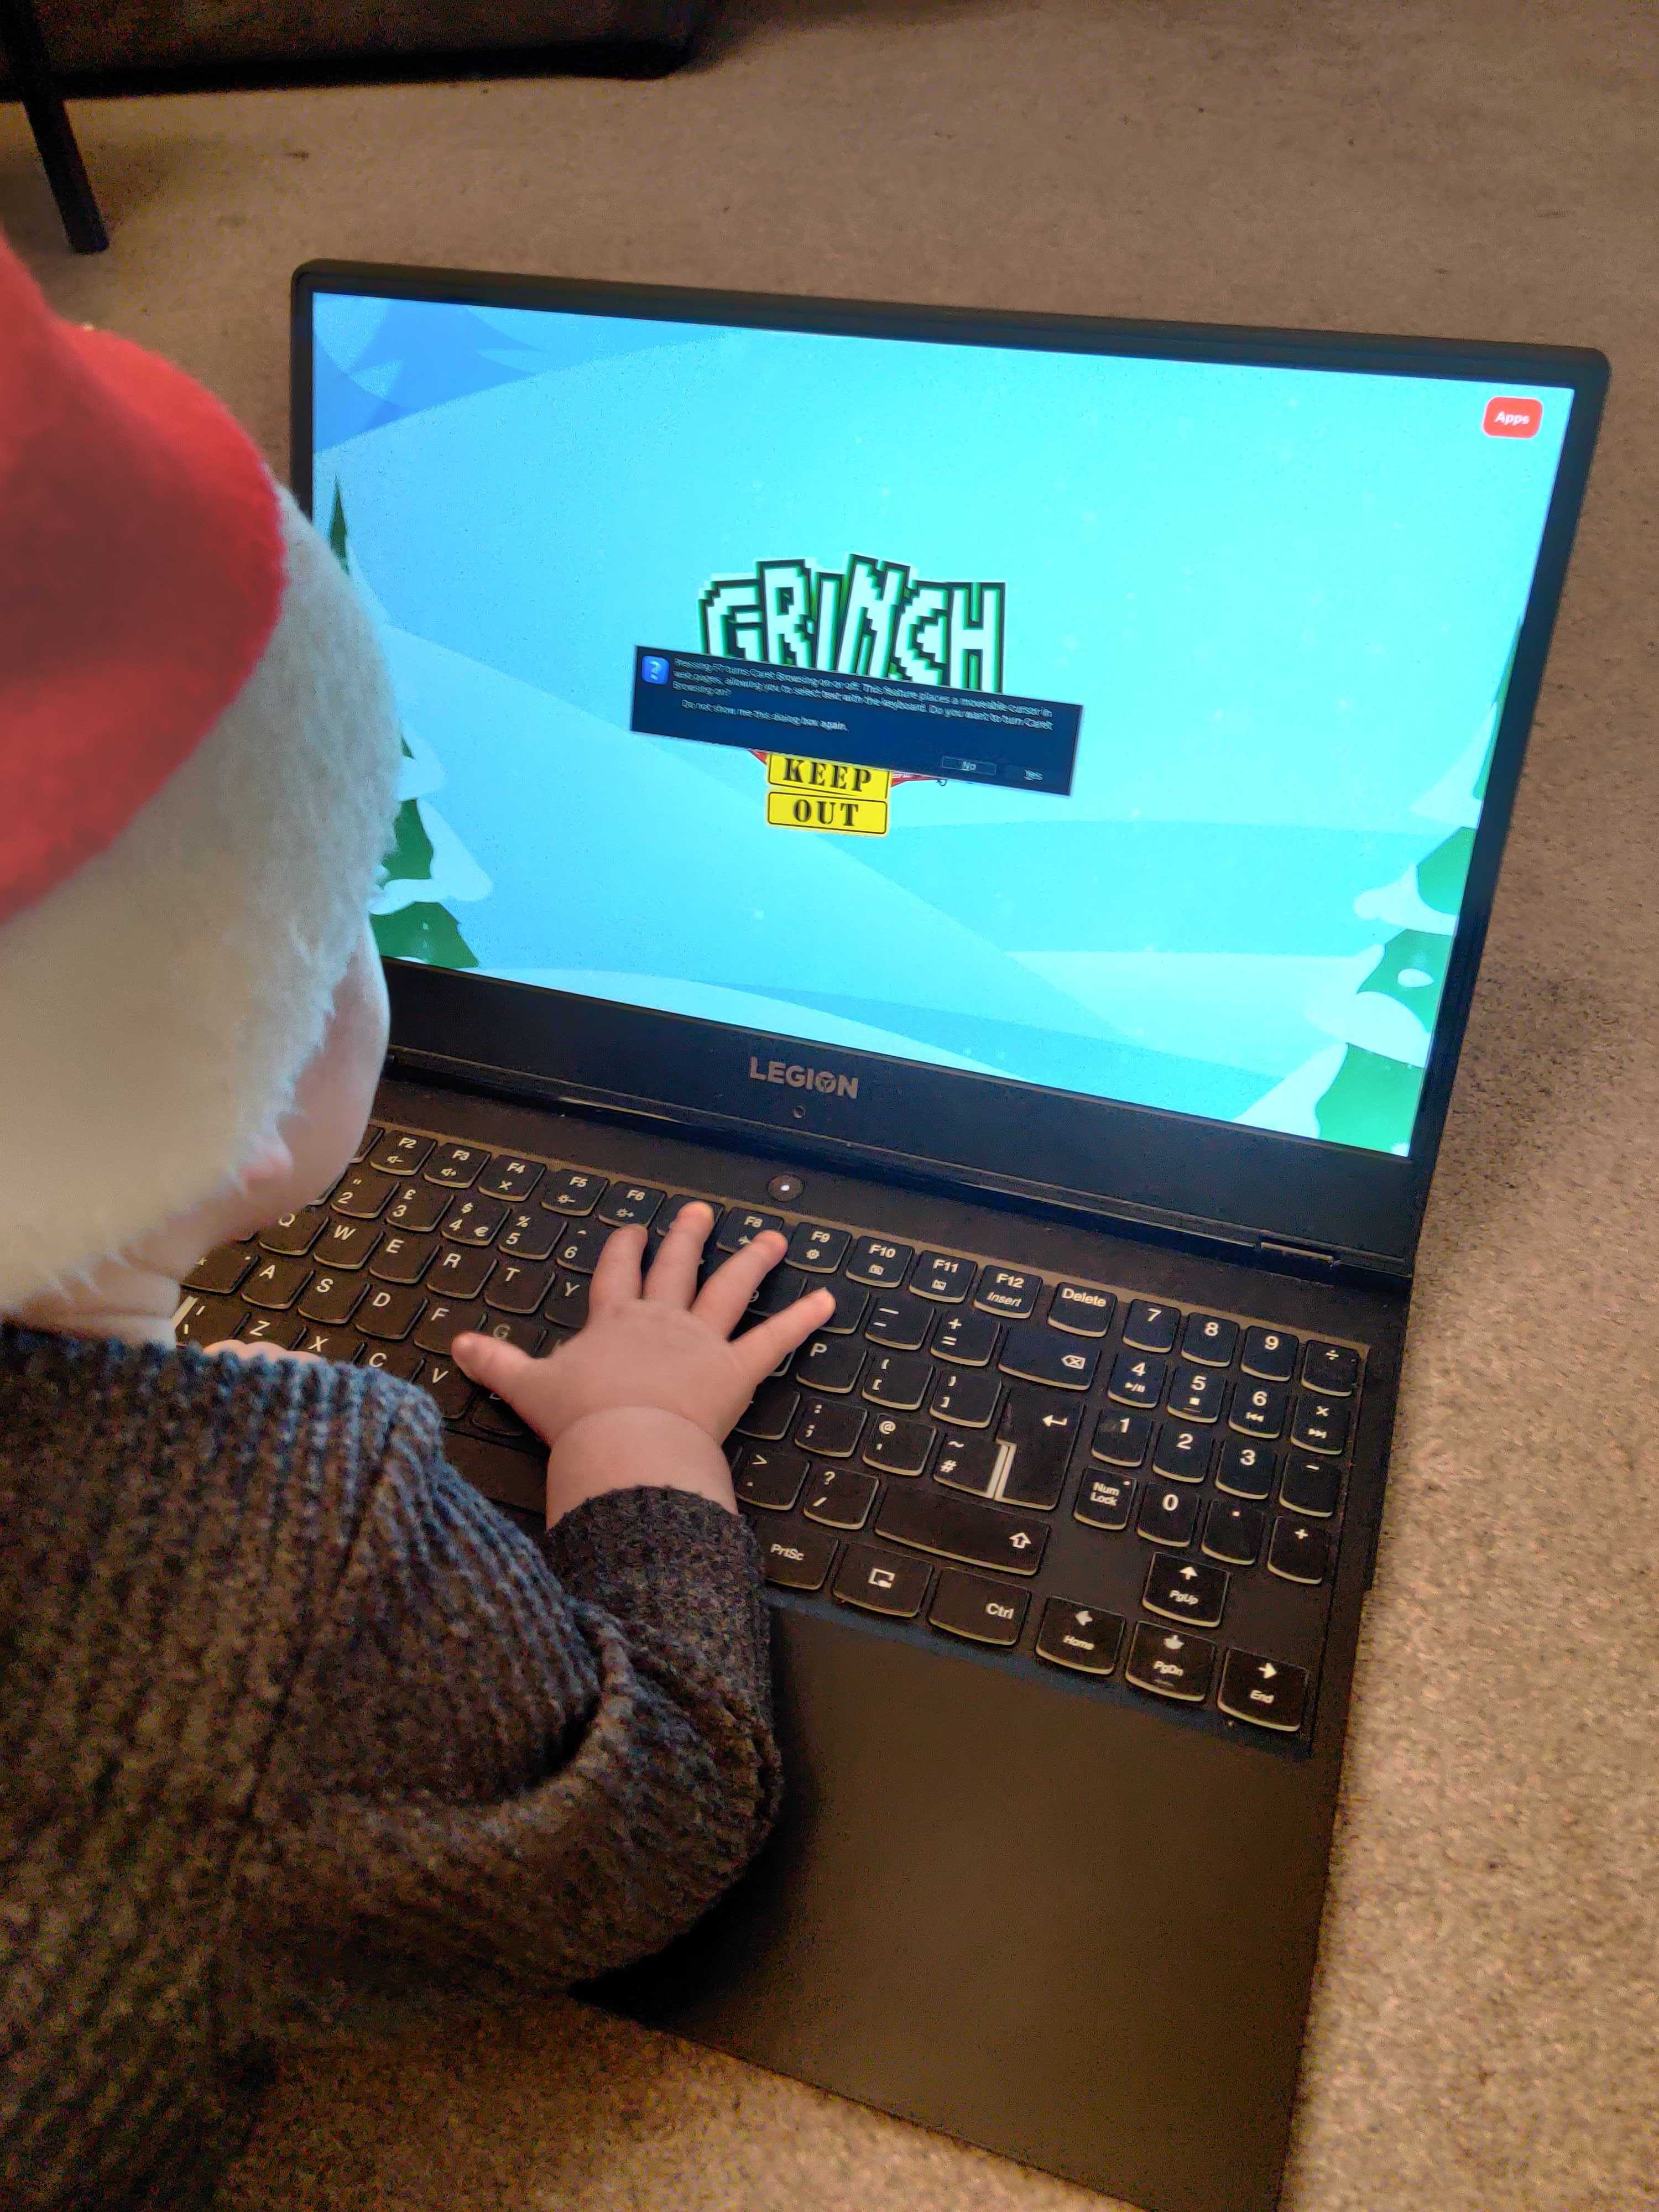 Apps
GRINCH
Pressing F7 turns Caret Browsing on or off. This feature places a moveable cursor in
web pages, allowing you to select text with the keyboard. Do you want to turn Caret
Browsing on?
Do not show me this dialog box again.
No Yes
KEEP
OUT
LEGION
F2 F3 F4 F5 F6 F8 F9 F10 F11 F12 Insert Delete
" 2 £ 3 $ 4 € % 5 ^ 6 — + = 7 8 9 ÷
Q W E R T Y P { [ } ] 4 5 6 ×
A S D F G : ; @ ' ~ # 1 2 3 −
Z X C V > . ? / Num Lock 0 . +
PrtSc Ctrl PgUp
Home PgDn End